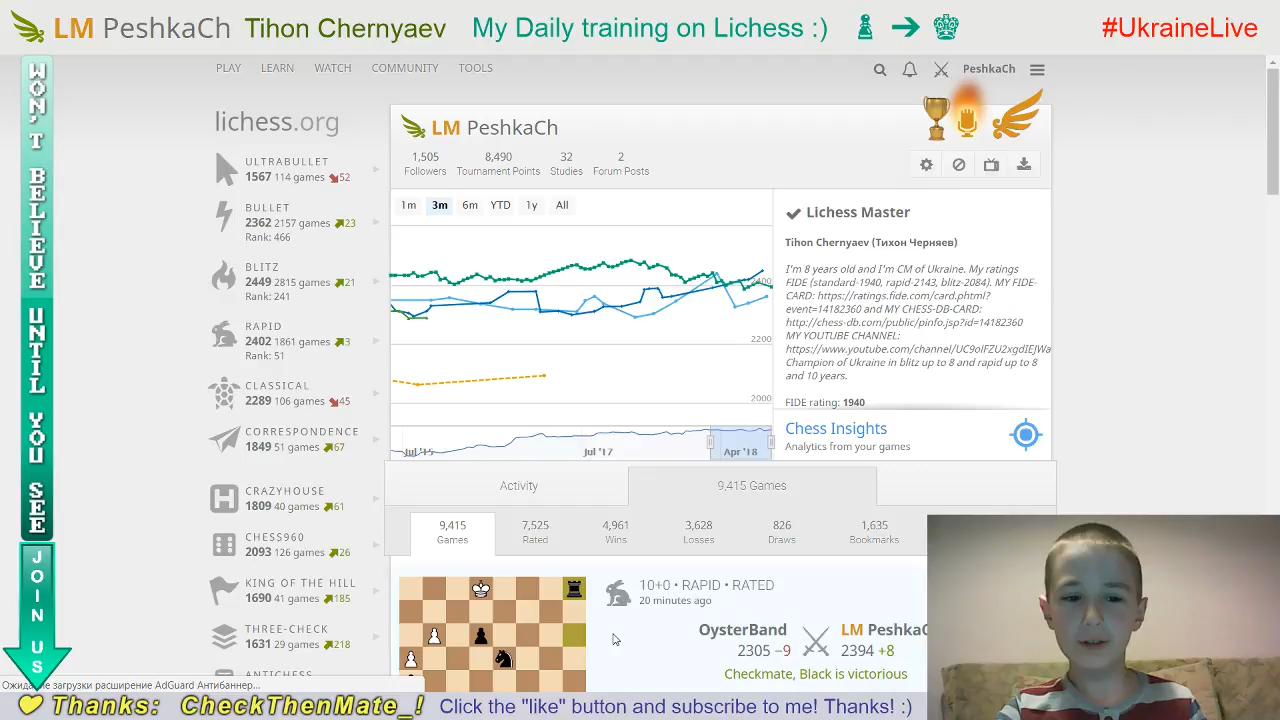 LM PeshkaCh Tihon Chernyaev My Daily training on Lichess :) #UkraineLive
WON'T BELIEVE UNTIL YOU SEE
JOIN US
PLAY LEARN WATCH COMMUNITY TOOLS PeshkaCh
lichess.org
ULTRABULLET
1567 114 games 52
BULLET
2362 2157 games 23
Rank: 466
BLITZ
2449 2815 games 21
Rank: 241
RAPID
2402 1861 games 3
Rank: 51
CLASSICAL
2289 106 games 45
CORRESPONDENCE
1849 51 games 67
CRAZYHOUSE
1809 40 games 61
CHESS960
2093 126 games 26
KING OF THE HILL
1690 41 games 185
THREE-CHECK
1631 29 games 218
ANTICHESS
LM PeshkaCh
1,505 8,490 32 2
Followers Tournament Points Studies Forum Posts
1m 3m 6m YTD 1y All
2400
2200
2000
Jul '15 Jul '17 Apr '18
Lichess Master
Tihon Chernyaev (Тихон Черняев)
I'm 8 years old and I'm CM of Ukraine. My ratings
FIDE (standard-1940, rapid-2143, blitz-2084). MY FIDE-
CARD: https://ratings.fide.com/card.phtml?
event=14182360 and MY CHESS-DB-CARD:
http://chess-db.com/public/pinfo.jsp?id=14182360
MY YOUTUBE CHANNEL:
https://www.youtube.com/channel/UC9olFZU2xgdIEJWa
Champion of Ukraine in blitz up to 8 and rapid up to 8
and 10 years.
FIDE rating: 1940
Chess Insights
Analytics from your games
Activity 9,415 Games
9,415 7,525 4,961 3,628 826 1,635
Games Rated Wins Losses Draws Bookmarks
10+0 • RAPID • RATED
20 minutes ago
OysterBand LM PeshkaC
2305 −9 2394 +8
Checkmate, Black is victorious
Ожидание загрузки расширение AdGuard Антибаннер...
Thanks: CheckThenMate_! Click the "like" button and subscribe to me! Thanks! :)